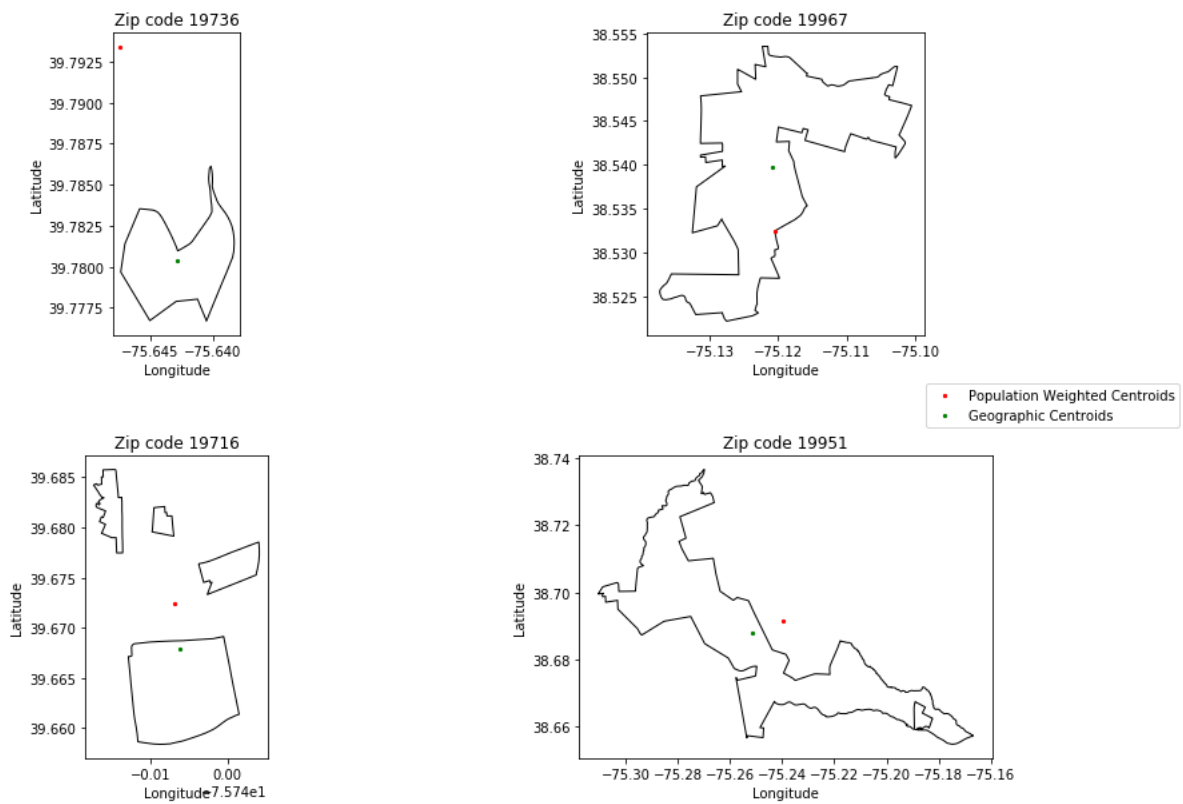 Zip code 19736
39.7925
39.7900
39.7875
39.7850
39.7825
39.7800
39.7775
Latitude
−75.645 −75.640
Longitude
Zip code 19967
38.555
38.550
38.545
38.540
38.535
38.530
38.525
Latitude
−75.13 −75.12 −75.11 −75.10
Longitude
Population Weighted Centroids
Geographic Centroids
Zip code 19716
39.685
39.680
39.675
39.670
39.665
39.660
Latitude
−0.01 0.00
Longitude
−7.574e1
Zip code 19951
38.74
38.72
38.70
38.68
38.66
Latitude
−75.30 −75.28 −75.26 −75.24 −75.22 −75.20 −75.18 −75.16
Longitude